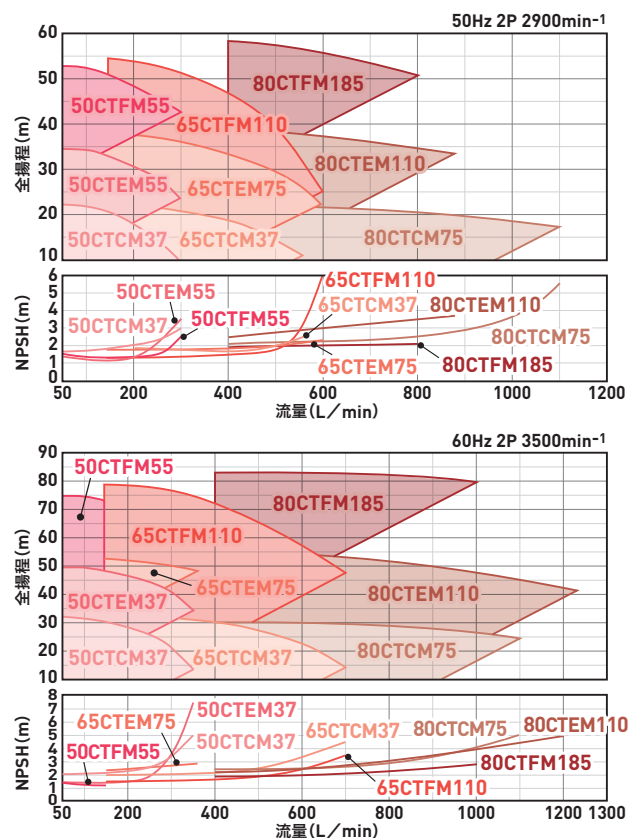 50Hz 2P 2900min-1
60
50
40
30
20
10
全揚程(m)
50CTFM55
80CTFM185
65CTFM110
80CTEM110
50CTEM55
65CTEM75
50CTCM37
65CTCM37
80CTCM75
6
5
4
3
2
1
0
NPSH(m)
65CTFM110
50CTEM55
65CTCM37
80CTEM110
50CTCM37
50CTFM55
80CTCM75
65CTEM75
80CTFM185
50 200 400 600 800 1000 1200
流量(L/min)
60Hz 2P 3500min-1
90
80
70
60
50
40
30
20
10
全揚程(m)
50CTFM55
80CTFM185
65CTFM110
65CTEM75
50CTEM37
80CTEM110
50CTCM37
65CTCM37
80CTCM75
8
7
6
5
4
3
2
1
0
NPSH(m)
50CTEM37
65CTEM75
65CTCM37
80CTCM75
80CTEM110
50CTCM37
50CTFM55
80CTFM185
65CTFM110
50 200 400 600 800 1000 1200 1300
流量(L/min)